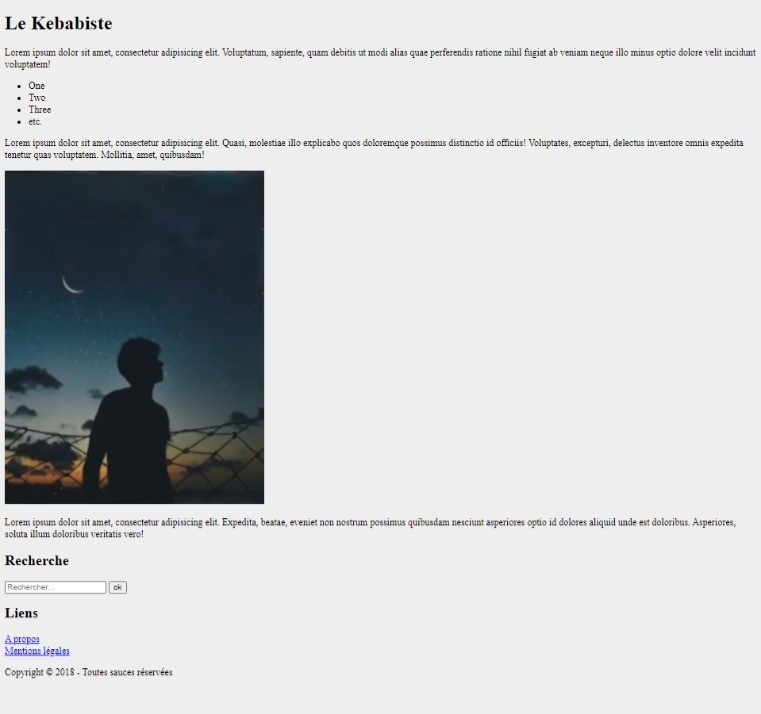 Le Kebabiste
Lorem ipsum dolor sit amet, consectetur adipisicing elit. Voluptatum, sapiente, quam debitis ut modi alias quae perferendis ratione nihil fugiat ab veniam neque illo minus optio dolore velit incidunt
voluptatem!
One
Two
Three
etc.
Lorem ipsum dolor sit amet, consectetur adipisicing elit. Quasi, molestiae illo explicabo quos doloremque possimus distinctio id officiis! Voluptates, excepturi, delectus inventore omnis expedita
tenetur quas voluptatem. Mollitia, amet, quibusdam!
Lorem ipsum dolor sit amet, consectetur adipisicing elit. Expedita, beatae, eveniet non nostrum possimus quibusdam nesciunt asperiores optio id dolores aliquid unde est doloribus. Asperiores,
soluta illum doloribus veritatis vero!
Recherche
Rechercher... ok
Liens
A propos
Mentions légales
Copyright © 2018 - Toutes sauces réservées